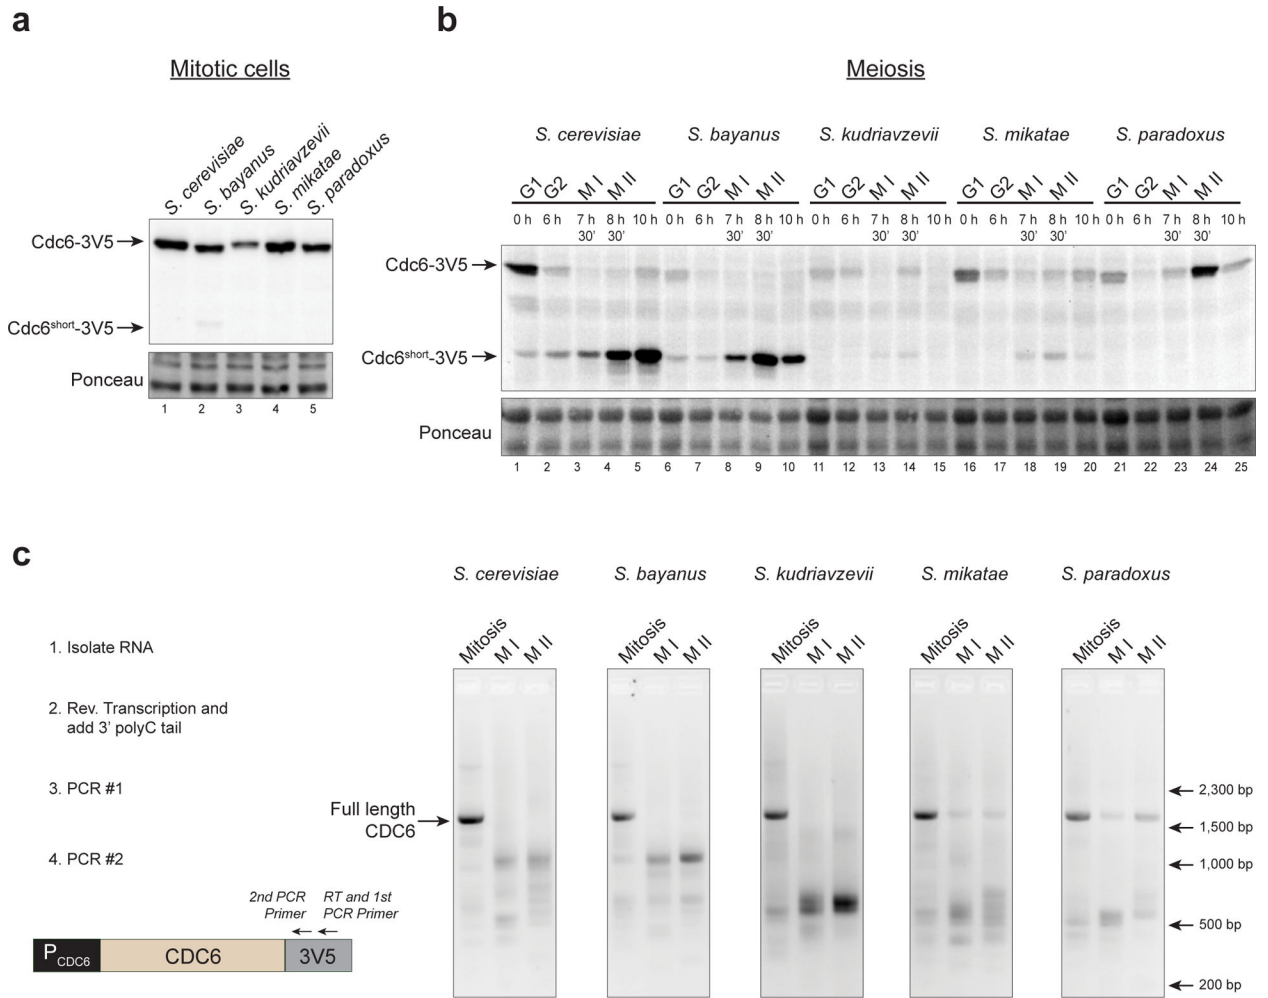 a
Mitotic cells
S. cerevisiae
S. bayanus
S. kudriavzevii
S. mikatae
S. paradoxus
Cdc6-3V5
Cdc6short-3V5
Ponceau
1 2 3 4 5
b
Meiosis
S. cerevisiae S. bayanus S. kudriavzevii S. mikatae S. paradoxus
G1 G2 M I M II G1 G2 M I M II G1 G2 M I M II G1 G2 M I M II G1 G2 M I M II
0 h 6 h 7 h 8 h 10 h 0 h 6 h 7 h 8 h 10 h 0 h 6 h 7 h 8 h 10 h 0 h 6 h 7 h 8 h 10 h 0 h 6 h 7 h 8 h 10 h
30' 30' 30' 30' 30' 30' 30' 30' 30' 30'
Cdc6-3V5
Cdc6short-3V5
Ponceau
1 2 3 4 5 6 7 8 9 10 11 12 13 14 15 16 17 18 19 20 21 22 23 24 25
c
1. Isolate RNA
2. Rev. Transcription and
add 3' polyC tail
3. PCR #1
4. PCR #2
2nd PCR
Primer
RT and 1st
PCR Primer
PCDC6 CDC6 3V5
S. cerevisiae S. bayanus S. kudriavzevii S. mikatae S. paradoxus
Mitosis M I M II Mitosis M I M II Mitosis M I M II Mitosis M I M II Mitosis M I M II
Full length
CDC6
2,300 bp
1,500 bp
1,000 bp
500 bp
200 bp